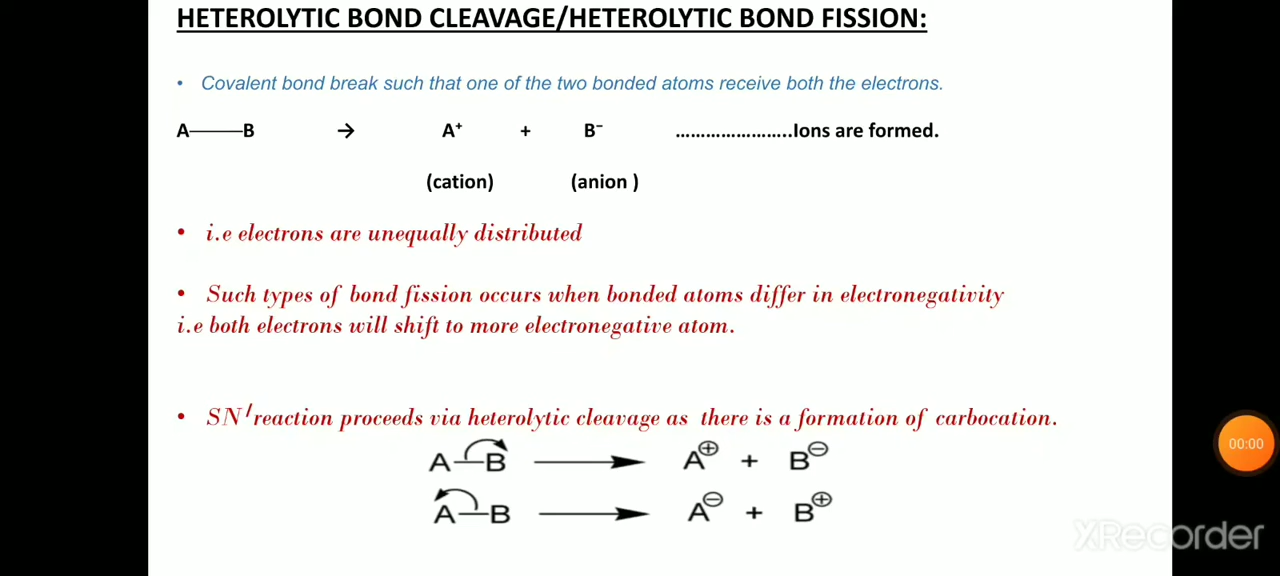 HETEROLYTIC BOND CLEAVAGE/HETEROLYTIC BOND FISSION:
• Covalent bond break such that one of the two bonded atoms receive both the electrons.
A——B → A⁺ + B⁻ …………………..Ions are formed.
(cation) (anion )
• i.e electrons are unequally distributed
• Such types of bond fission occurs when bonded atoms differ in electronegativity
i.e both electrons will shift to more electronegative atom.
• SN′reaction proceeds via heterolytic cleavage as there is a formation of carbocation.
A—B ⟶ A⊕ + B⊖
00:00
A—B ⟶ A⊖ + B⊕
XRecorder